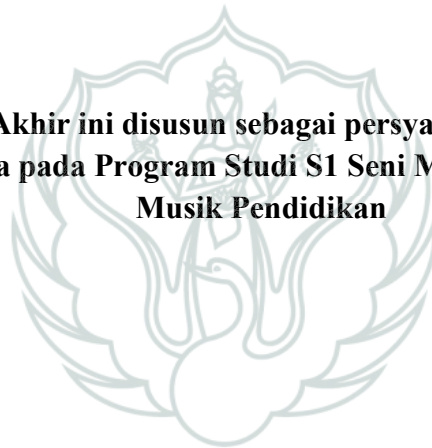 Akhir ini disusun sebagai persya
a pada Program Studi S1 Seni M
Musik Pendidikan